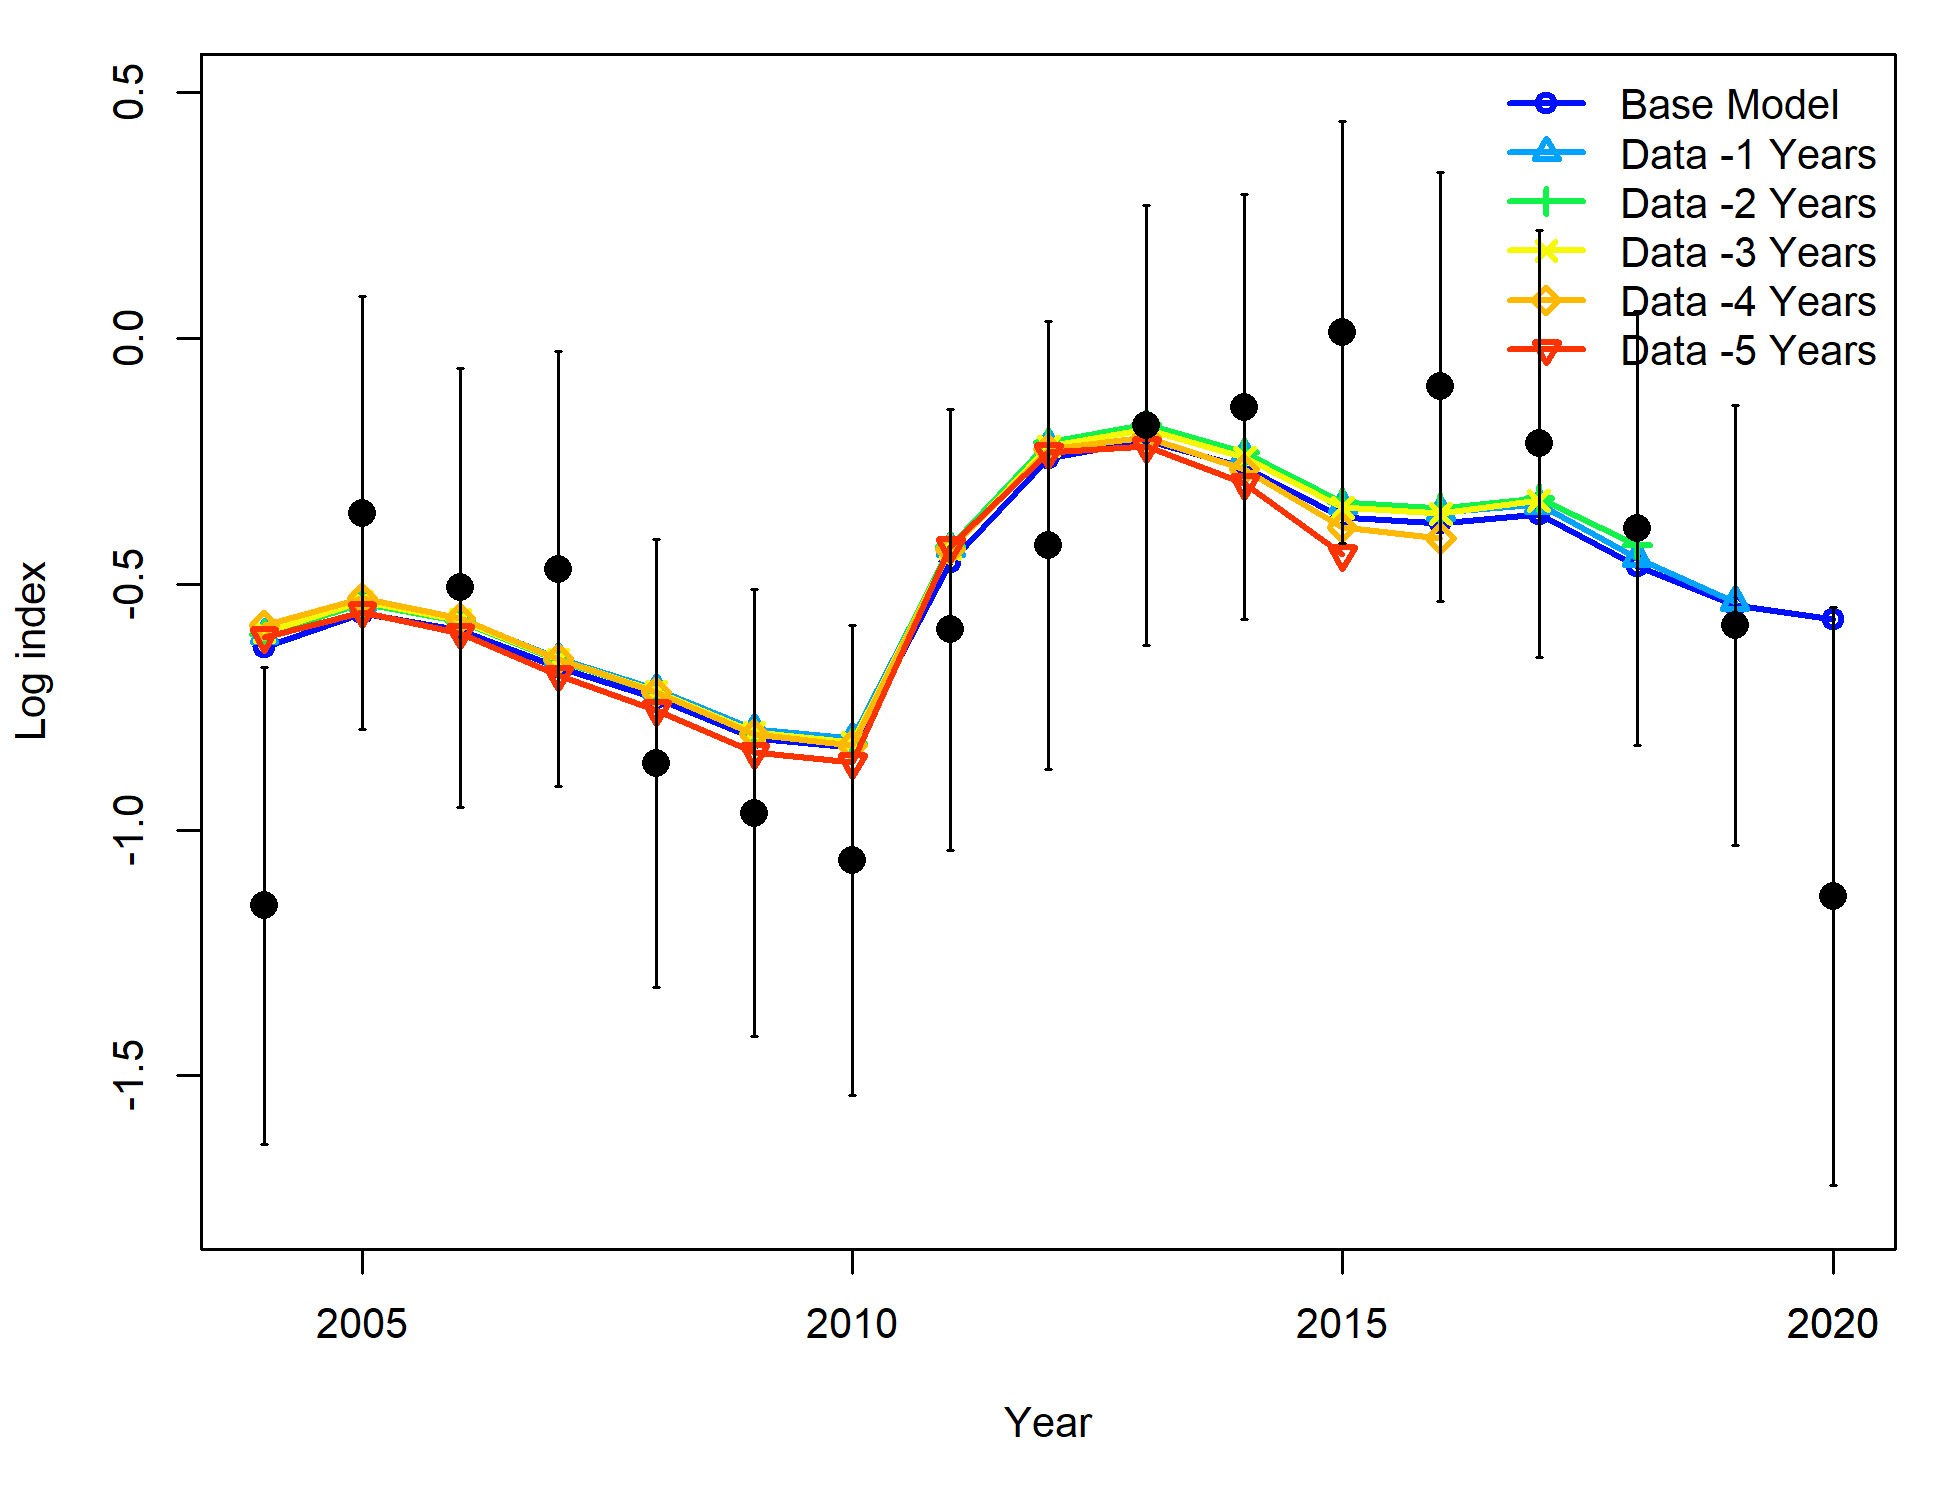 0.5
0.0
-0.5
-1.0
-1.5
Log index
Base Model
Data -1 Years
Data -2 Years
Data -3 Years
Data -4 Years
Data -5 Years
2005
2010
2015
2020
Year